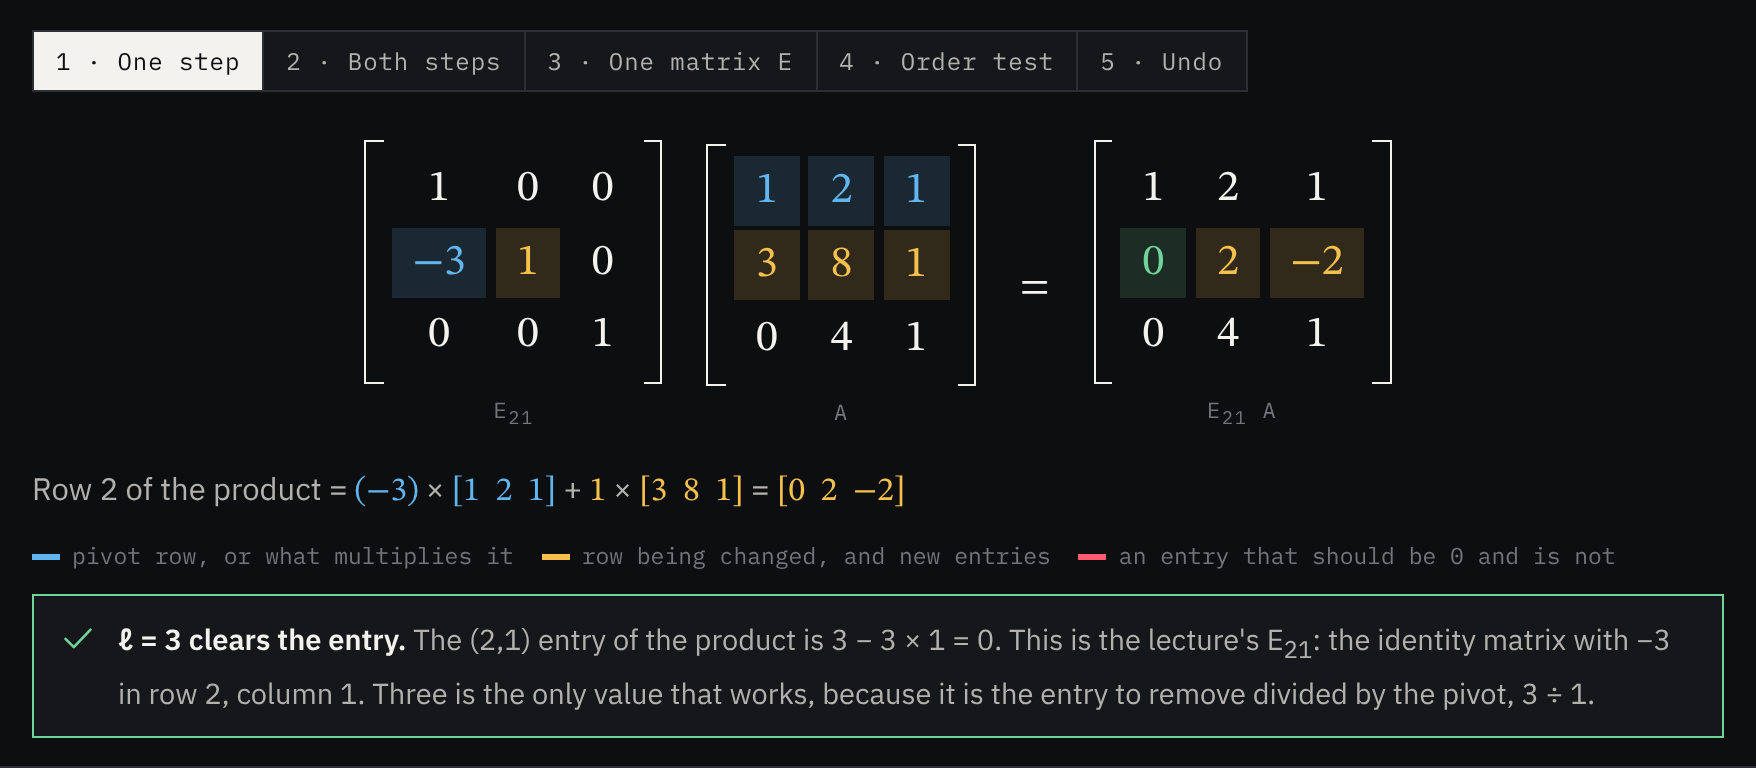 1 · One step 2 · Both steps 3 · One matrix E 4 · Order test 5 · Undo
1 0 0 1 2 1 1 2 1
−3 1 0 3 8 1 = 0 2 −2
0 0 1 0 4 1 0 4 1
E21 A E21 A
Row 2 of the product = (−3) × [1 2 1] + 1 × [3 8 1] = [0 2 −2]
pivot row, or what multiplies it row being changed, and new entries an entry that should be 0 and is not
✓ ℓ = 3 clears the entry. The (2,1) entry of the product is 3 − 3 × 1 = 0. This is the lecture's E21: the identity matrix with −3
in row 2, column 1. Three is the only value that works, because it is the entry to remove divided by the pivot, 3 ÷ 1.